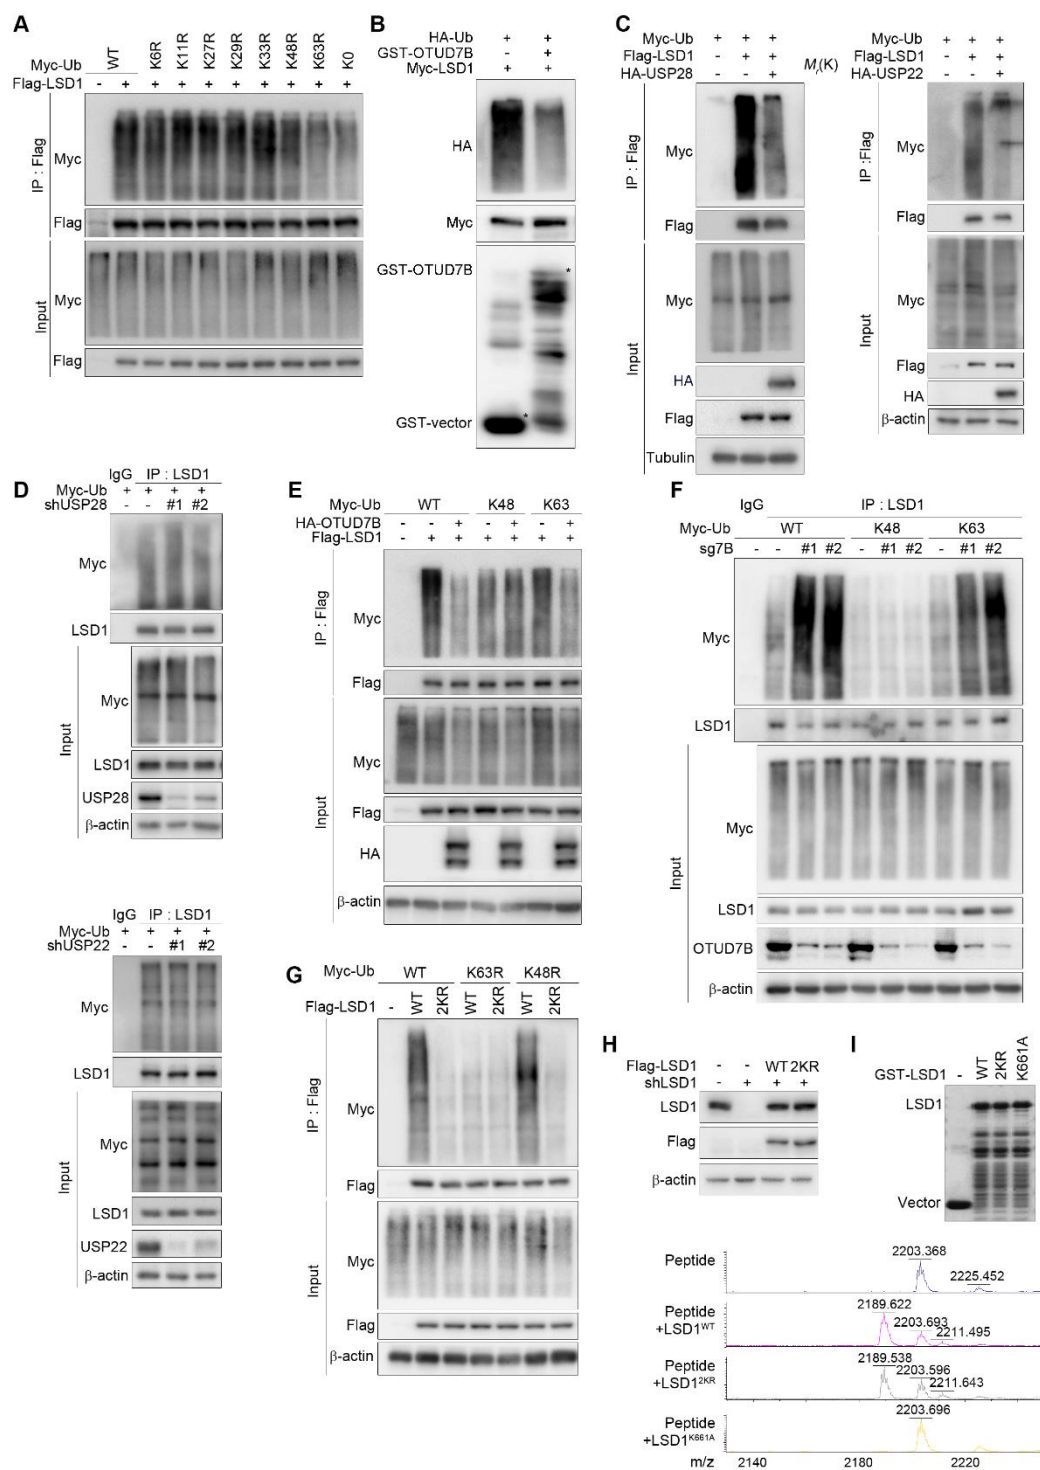 A
Myc-Ub WT K6R K11R K27R K29R K33R K48R K63R K0
Flag-LSD1 - + + + + + + + + +
IP : Flag
Myc
Flag
Input
Myc
Flag
B
HA-Ub + +
GST-OTUD7B - +
Myc-LSD1 + +
HA
Myc
GST-OTUD7B *
GST-vector *
C
Myc-Ub + + +
Flag-LSD1 - + +
HA-USP28 - - +
Mr(K)
IP : Flag
Myc
Flag
Input
Myc
HA
Flag
Tubulin
Myc-Ub + + +
Flag-LSD1 - + +
HA-USP22 - - +
IP :Flag
Myc
Flag
Input
Myc
Flag
HA
β-actin
D
IgG IP : LSD1
Myc-Ub + + + +
shUSP28 - - #1 #2
Myc
LSD1
Input
Myc
LSD1
USP28
β-actin
IgG IP : LSD1
Myc-Ub + + + +
shUSP22 - - #1 #2
Myc
LSD1
Input
Myc
LSD1
USP22
β-actin
E
Myc-Ub WT K48 K63
HA-OTUD7B - - + - + - +
Flag-LSD1 - + + + + + +
IP : Flag
Myc
Flag
Input
Myc
Flag
HA
β-actin
F
IgG IP : LSD1
Myc-Ub WT K48 K63
sg7B - - #1 #2 - #1 #2 - #1 #2
Myc
LSD1
Input
Myc
LSD1
OTUD7B
β-actin
G
Myc-Ub WT K63R K48R
Flag-LSD1 - WT 2KR WT 2KR WT 2KR
IP : Flag
Myc
Flag
Input
Myc
Flag
β-actin
H
Flag-LSD1 - - WT 2KR
shLSD1 - + + +
LSD1
Flag
β-actin
I
GST-LSD1 - WT 2KR K661A
LSD1
Vector
Peptide
2203.368
2225.452
Peptide
+LSD1WT
2189.622
2203.693
2211.495
Peptide
+LSD12KR
2189.538
2203.596
2211.643
Peptide
+LSD1K661A
2203.696
m/z 2140 2180 2220